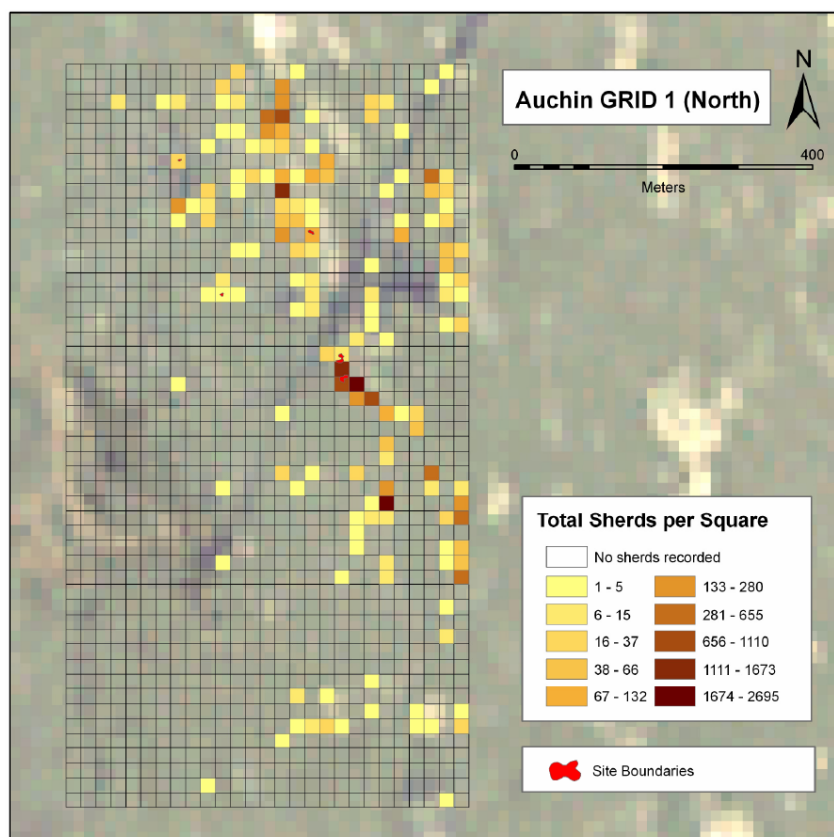 Auchin GRID 1 (North)
N
0 400
Meters
Total Sherds per Square
No sherds recorded
1 - 5 133 - 280
6 - 15 281 - 655
16 - 37 656 - 1110
38 - 66 1111 - 1673
67 - 132 1674 - 2695
Site Boundaries